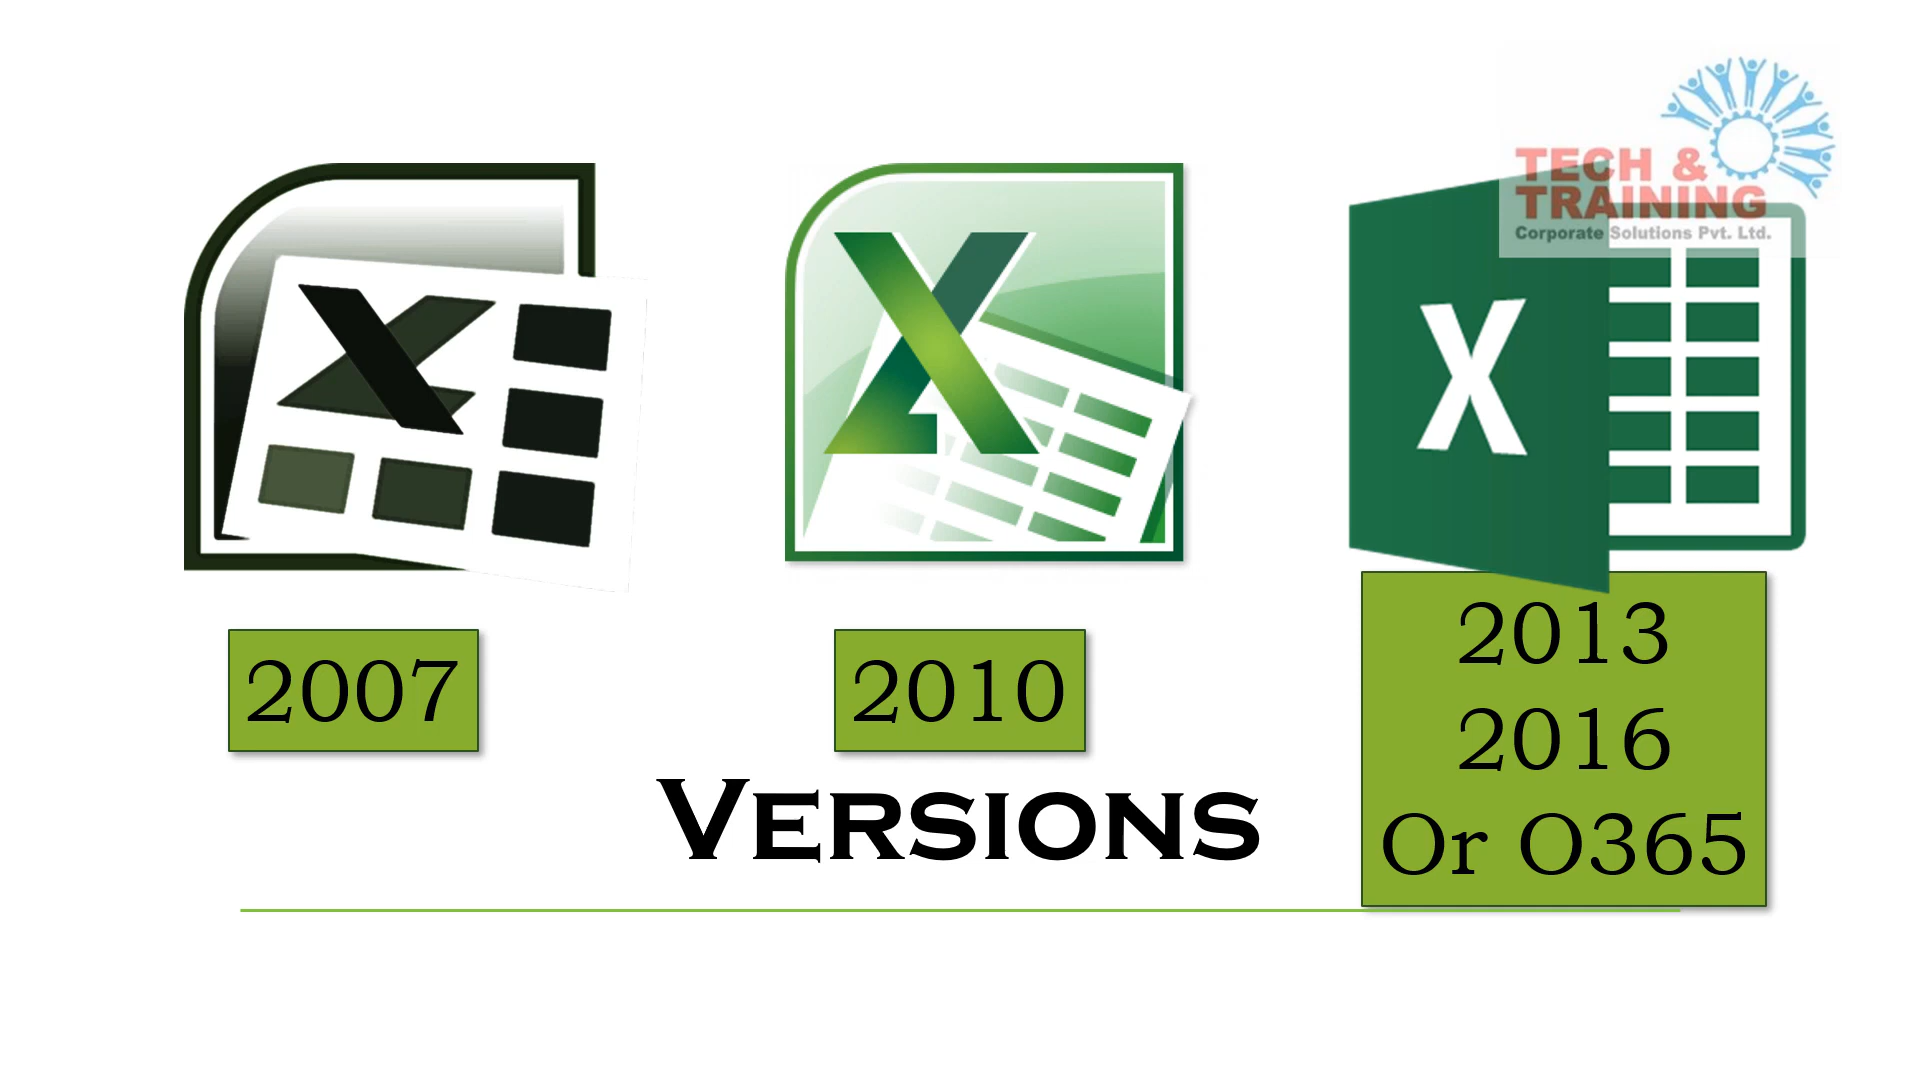 TECH &
TRAINING
Corporate Solutions Pvt. Ltd.
X
X
X
2007
2010
2013
2016
Or O365
VERSIONS